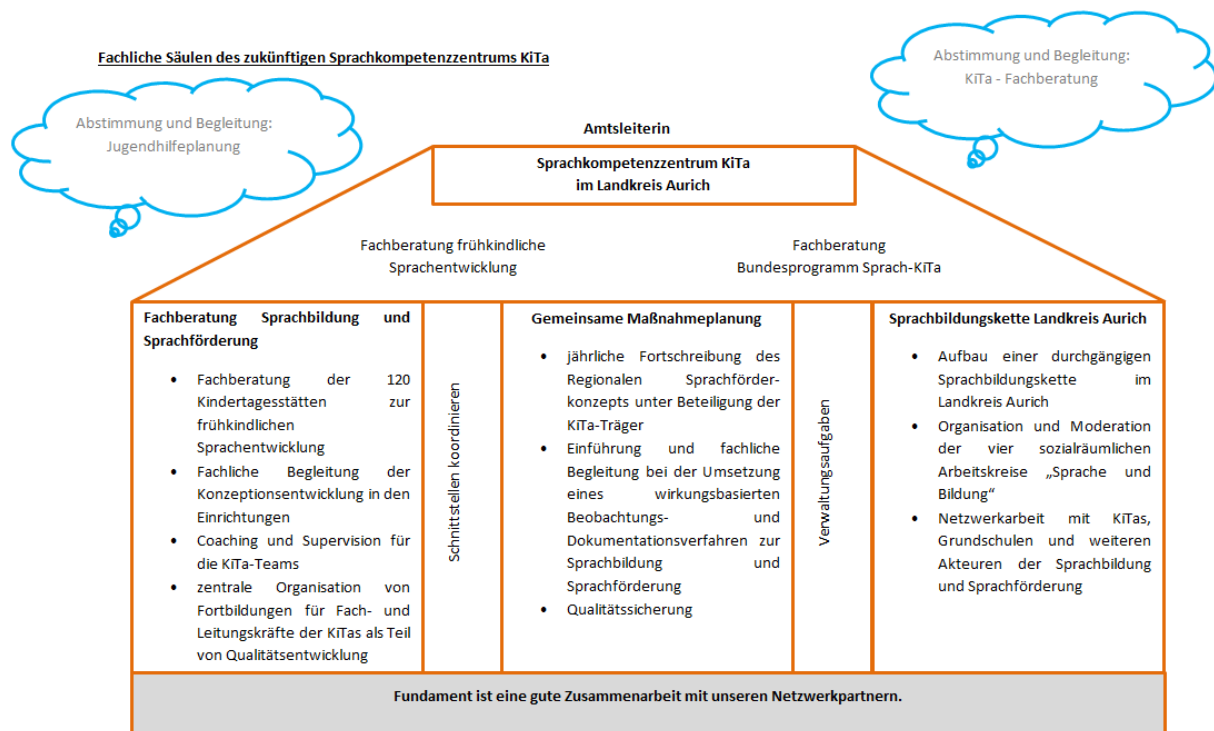 Fachliche Säulen des zukünftigen Sprachkompetenzzentrums KiTa
Abstimmung und Begleitung:
KiTa - Fachberatung
Abstimmung und Begleitung:
Jugendhilfeplanung
Amtsleiterin
Sprachkompetenzzentrum KiTa
im Landkreis Aurich
Fachberatung frühkindliche
Sprachentwicklung
Fachberatung
Bundesprogramm Sprach-KiTa
Fachberatung Sprachbildung und
Sprachförderung
• Fachberatung der 120
Kindertagesstätten zur
frühkindlichen
Sprachentwicklung
• Fachliche Begleitung der
Konzeptionsentwicklung in den
Einrichtungen
• Coaching und Supervision für
die KiTa-Teams
• zentrale Organisation von
Fortbildungen für Fach- und
Leitungskräfte der KiTas als Teil
von Qualitätsentwicklung
Schnittstellen koordinieren
Gemeinsame Maßnahmeplanung
• jährliche Fortschreibung des
Regionalen Sprachförder-
konzepts unter Beteiligung der
KiTa-Träger
• Einführung und fachliche
Begleitung bei der Umsetzung
eines wirkungsbasierten
Beobachtungs- und
Dokumentationsverfahren zur
Sprachbildung und
Sprachförderung
• Qualitätssicherung
Verwaltungsaufgaben
Sprachbildungskette Landkreis Aurich
• Aufbau einer durchgängigen
Sprachbildungskette im
Landkreis Aurich
• Organisation und Moderation
der vier sozialräumlichen
Arbeitskreise „Sprache und
Bildung“
• Netzwerkarbeit mit KiTas,
Grundschulen und weiteren
Akteuren der Sprachbildung
und Sprachförderung
Fundament ist eine gute Zusammenarbeit mit unseren Netzwerkpartnern.